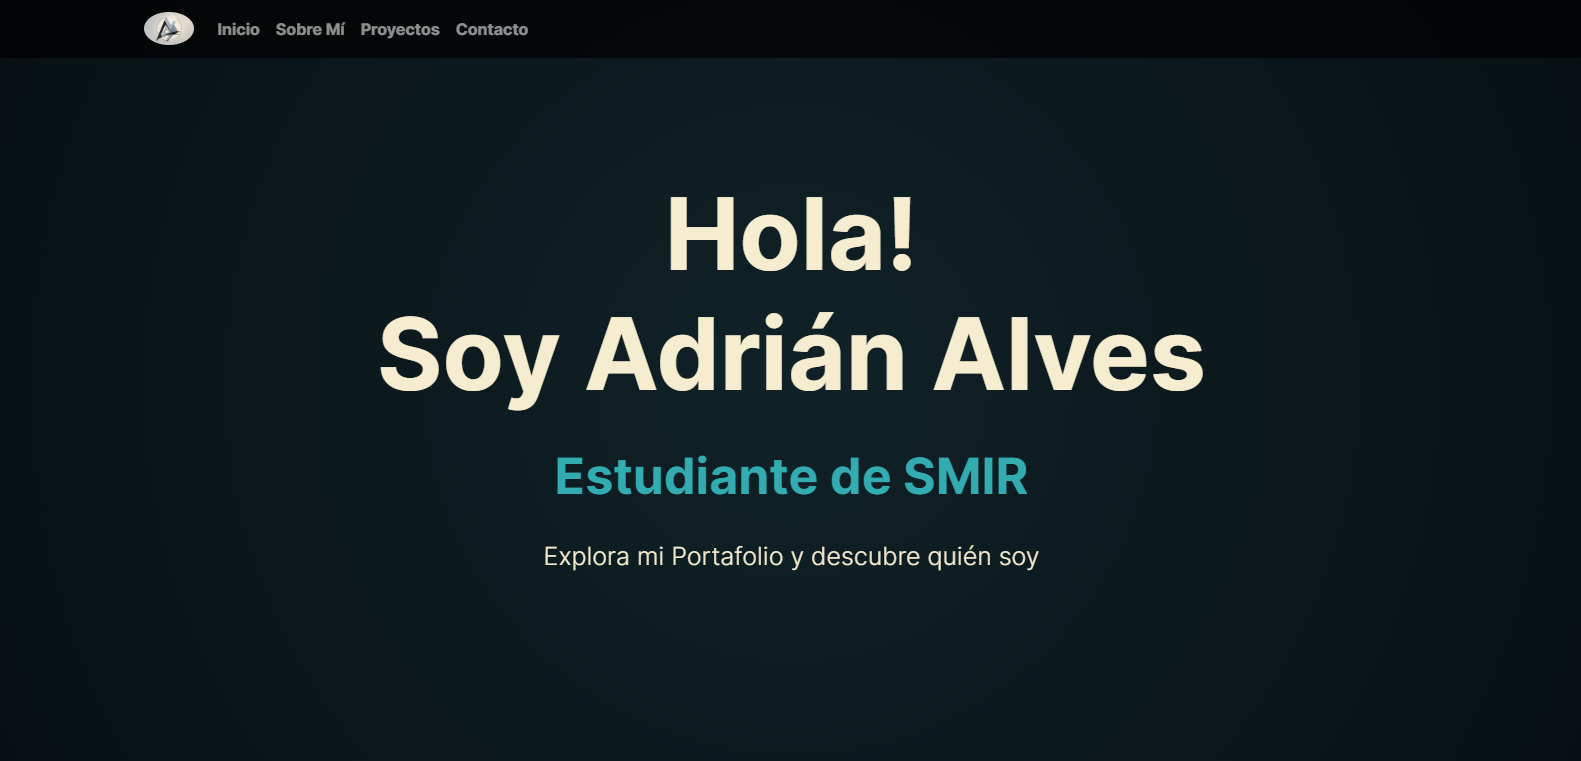 Inicio Sobre Mí Proyectos Contacto
Hola!
Soy Adrián Alves
Estudiante de SMIR
Explora mi Portafolio y descubre quién soy